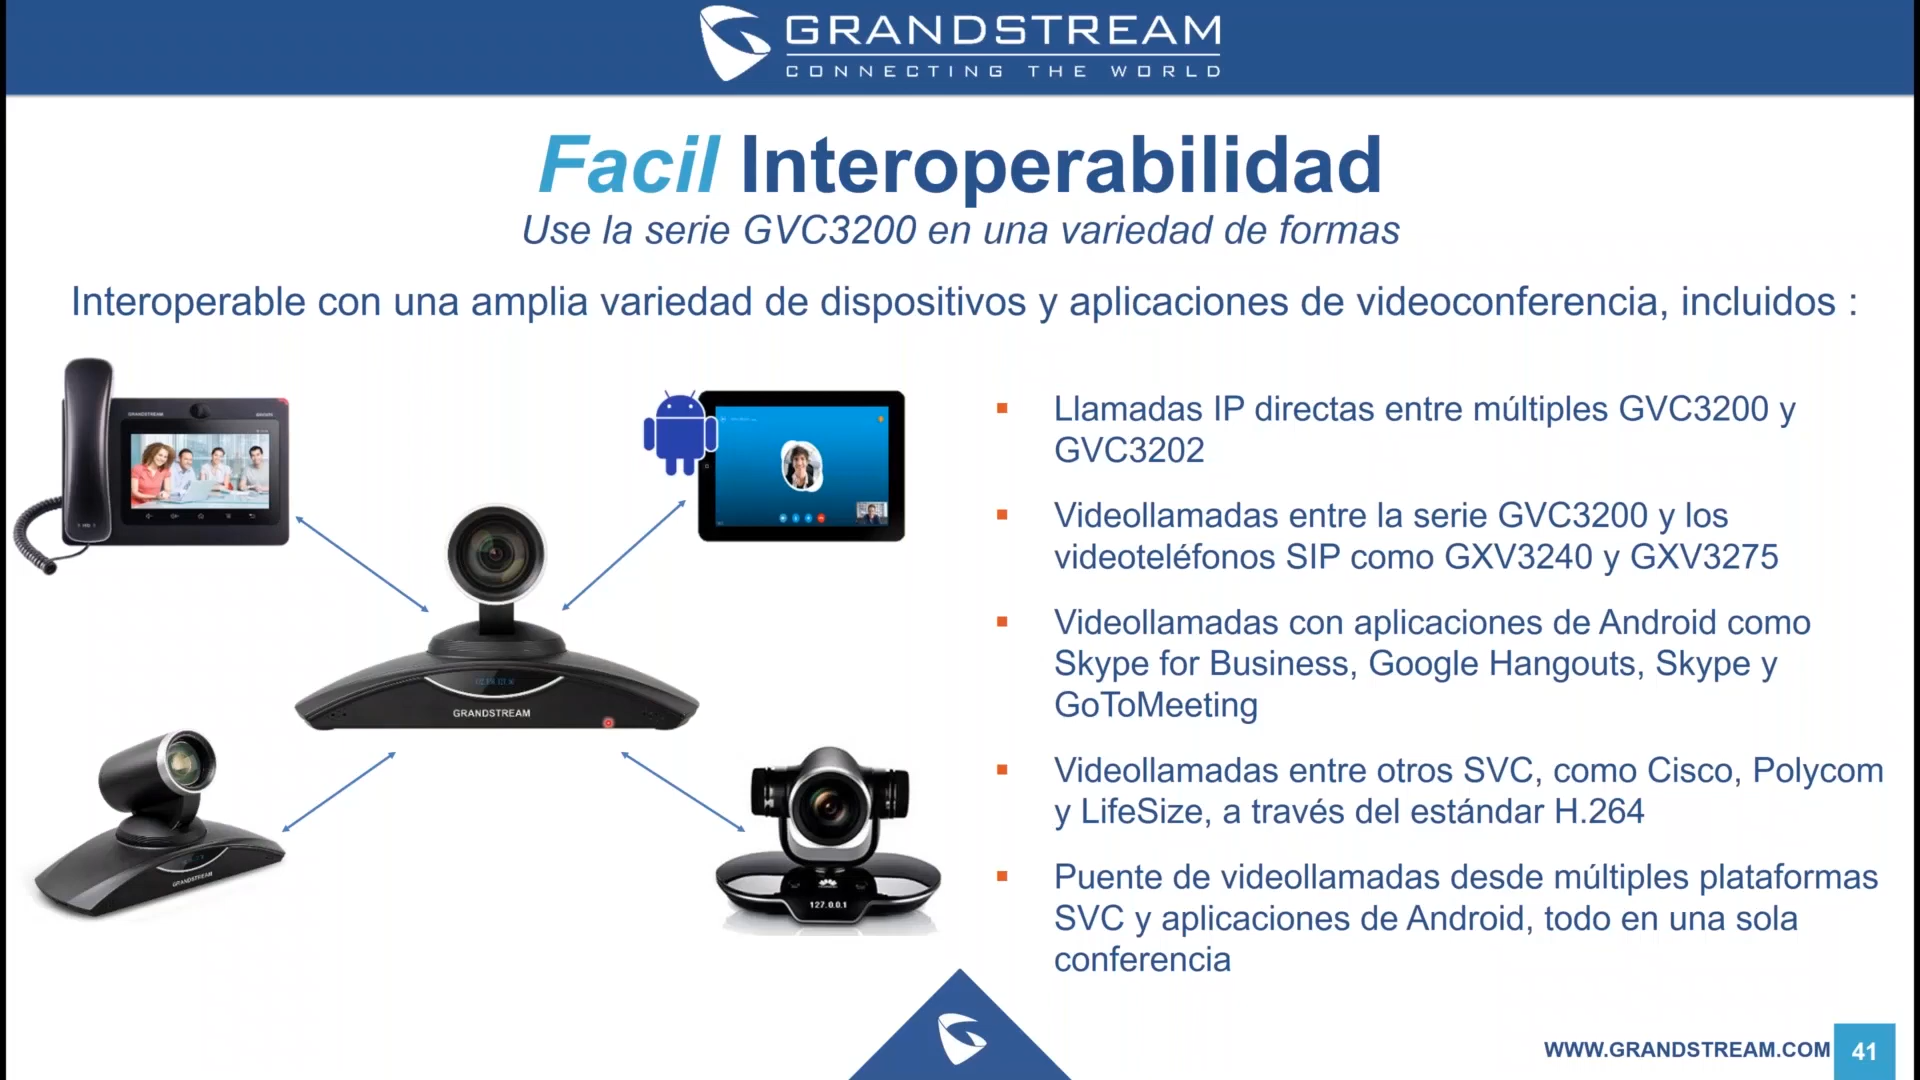 GRANDSTREAM
CONNECTING THE WORLD
Facil Interoperabilidad
Use la serie GVC3200 en una variedad de formas
Interoperable con una amplia variedad de dispositivos y aplicaciones de videoconferencia, incluidos :
GRANDSTREAM
GRANDSTREAM
GRANDSTREAM
127.0.0.1
Llamadas IP directas entre múltiples GVC3200 y
GVC3202
Videollamadas entre la serie GVC3200 y los
videoteléfonos SIP como GXV3240 y GXV3275
Videollamadas con aplicaciones de Android como
Skype for Business, Google Hangouts, Skype y
GoToMeeting
Videollamadas entre otros SVC, como Cisco, Polycom
y LifeSize, a través del estándar H.264
Puente de videollamadas desde múltiples plataformas
SVC y aplicaciones de Android, todo en una sola
conferencia
WWW.GRANDSTREAM.COM
41